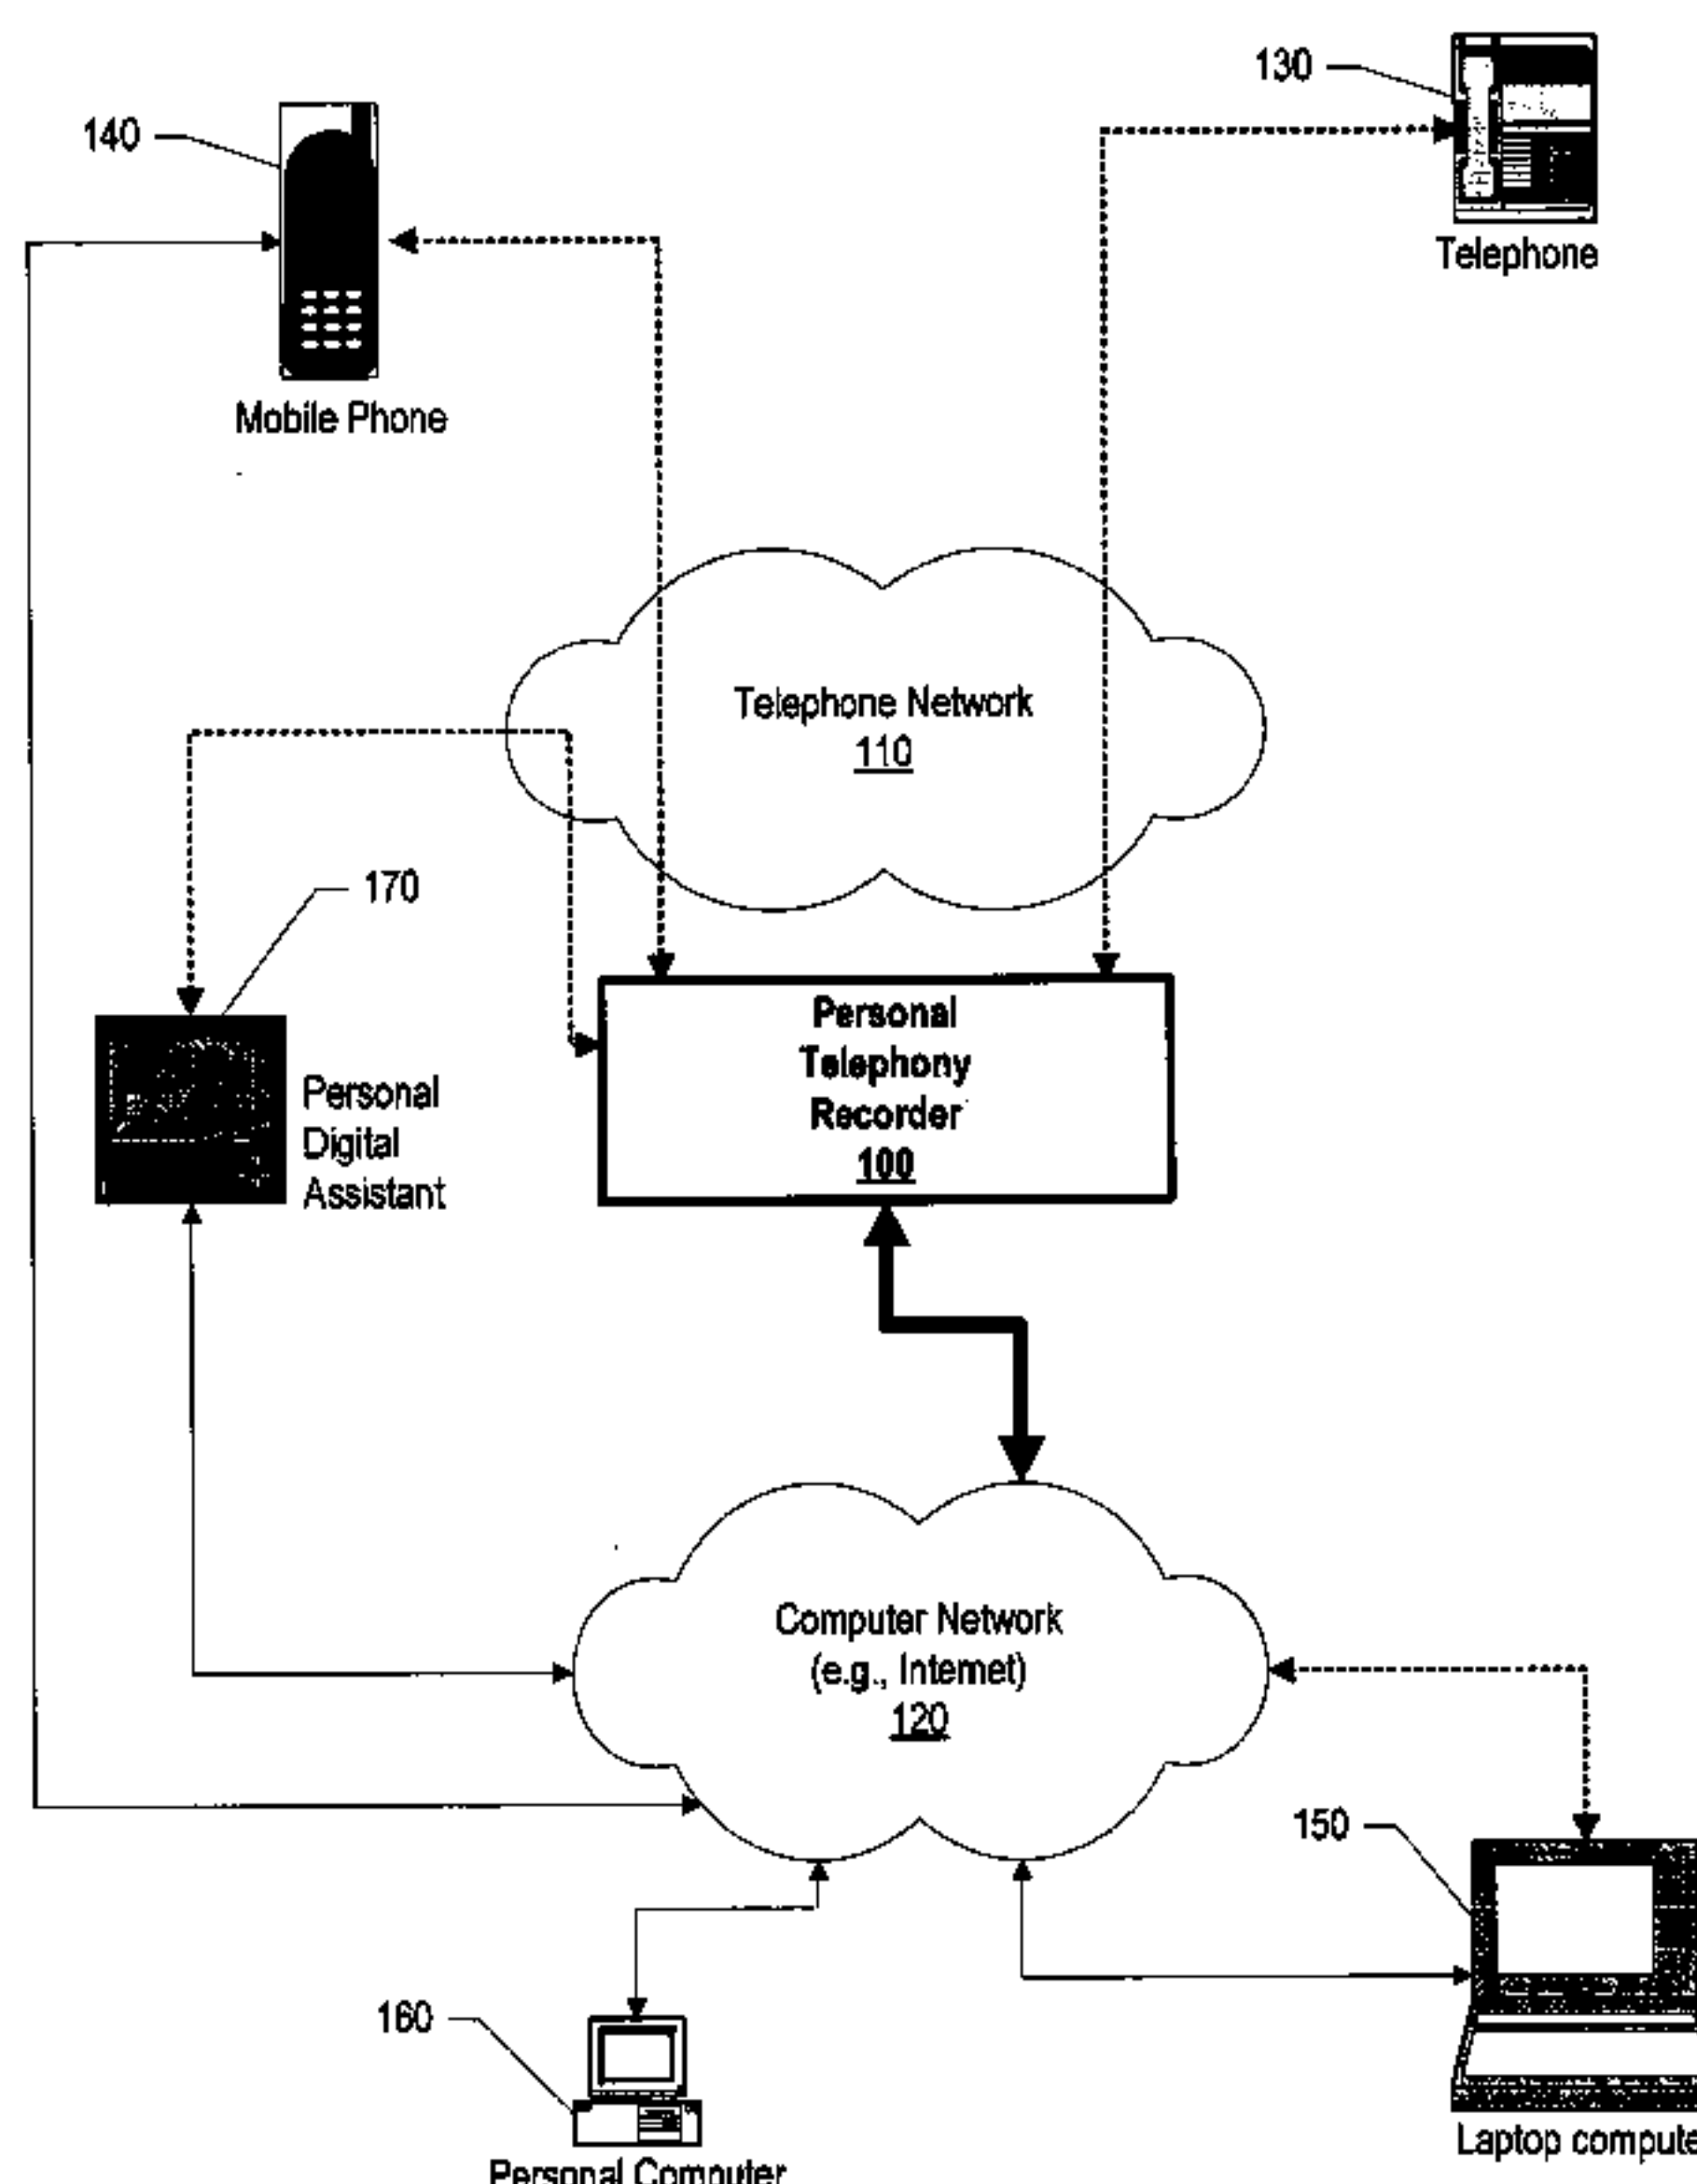 130
140
Telephone
Mobile Phone
Telephone Network
110
170
Personal
Telephony
Recorder
100
Personal
Digital
Assistant
Computer Network
(e.g., Internet)
120
150
160
Laptop compute
Personal Computer